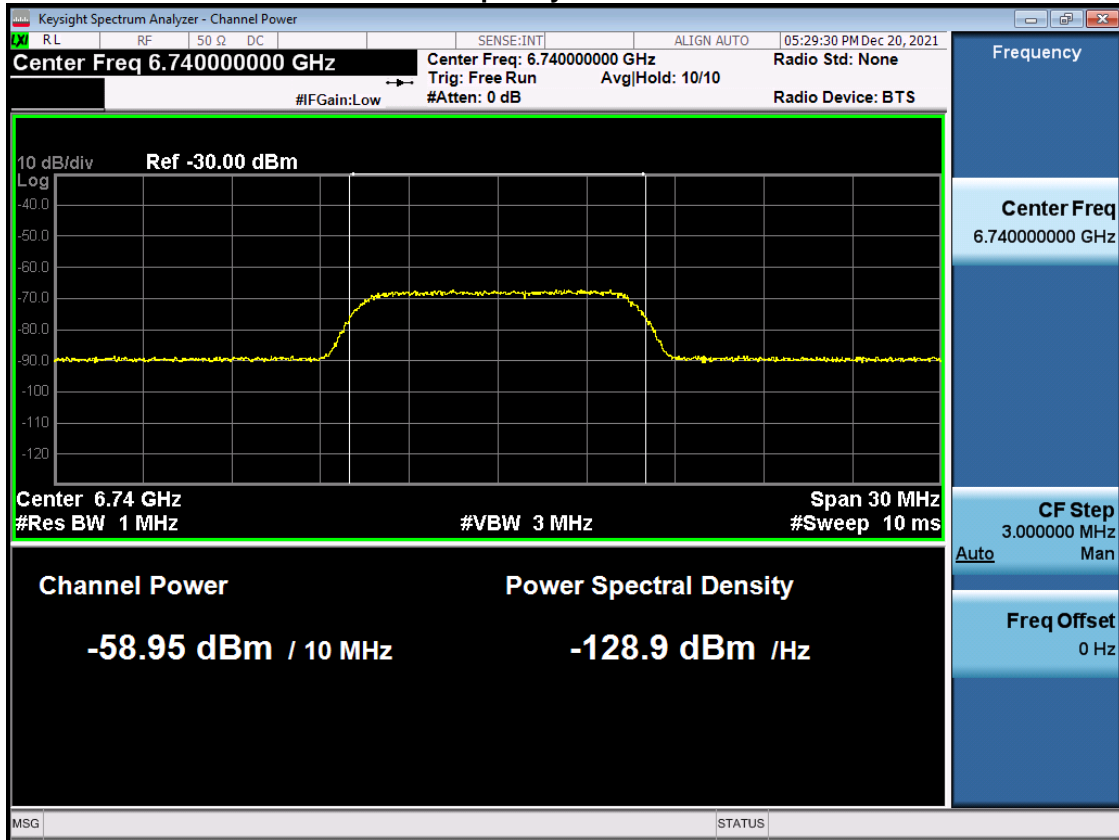 Keysight Spectrum Analyzer - Channel Power
LXI RL RF 50 Ω DC SENSE:INT ALIGN AUTO 05:29:30 PM Dec 20, 2021
Center Freq 6.740000000 GHz
#IFGain:Low
Center Freq: 6.740000000 GHz
Trig: Free Run Avg|Hold: 10/10
#Atten: 0 dB
Radio Std: None
Radio Device: BTS
10 dB/div Ref -30.00 dBm
Log
-40.0
-50.0
-60.0
-70.0
-80.0
-90.0
-100
-110
-120
Center 6.74 GHz Span 30 MHz
#Res BW 1 MHz #VBW 3 MHz #Sweep 10 ms
Channel Power Power Spectral Density
-58.95 dBm / 10 MHz -128.9 dBm /Hz
Frequency
Center Freq
6.740000000 GHz
CF Step
3.000000 MHz
Auto Man
Freq Offset
0 Hz
MSG STATUS